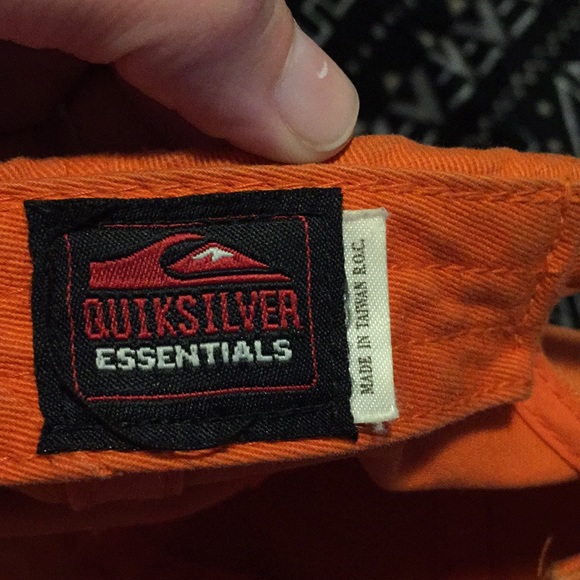 QUIKSILVER
ESSENTIALS
MADE IN TAIWAN R.O.C.